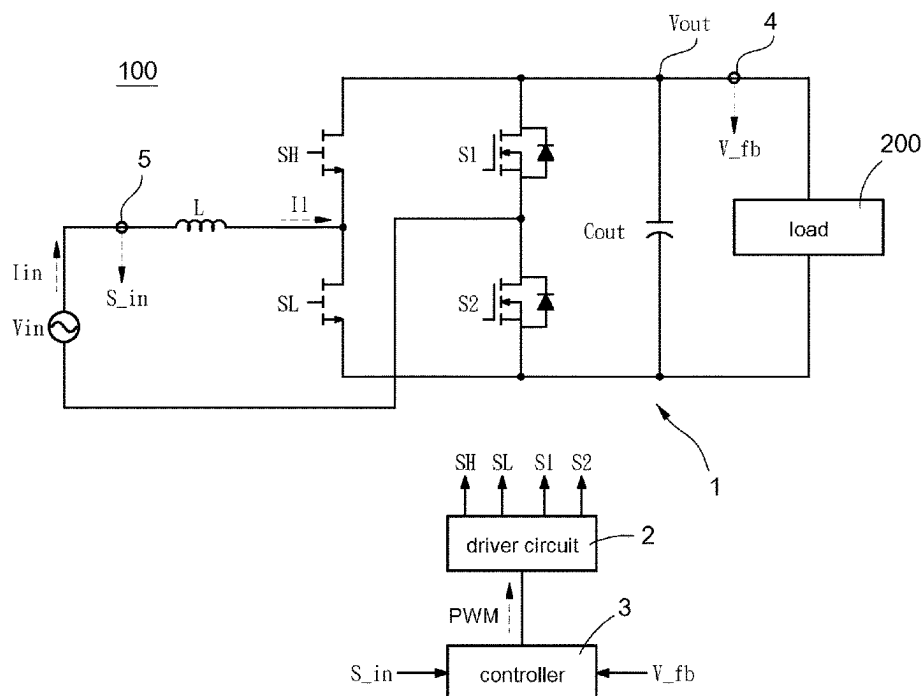 Vout
4
100
V_fb
SH
S1
200
5
L
I1
load
Cout
Iin
S_in
SL
S2
Vin
1
SH SL S1 S2
driver circuit
2
PWM
3
S_in
controller
V_fb